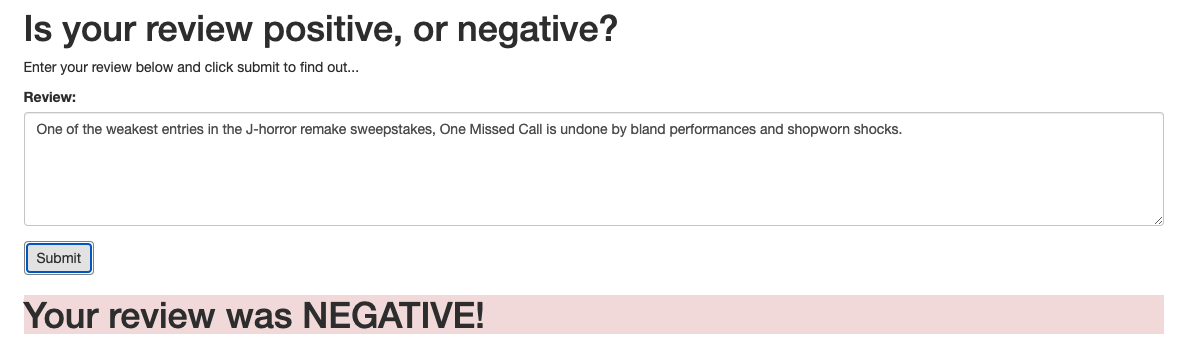 Is your review positive, or negative?
Enter your review below and click submit to find out...
Review:
One of the weakest entries in the J-horror remake sweepstakes, One Missed Call is undone by bland performances and shopworn shocks.
Submit
Your review was NEGATIVE!